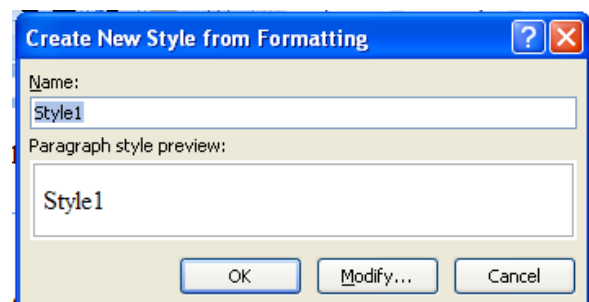 Create New Style from Formatting
Name:
Style1
Paragraph style preview:
Style1
OK Modify... Cancel